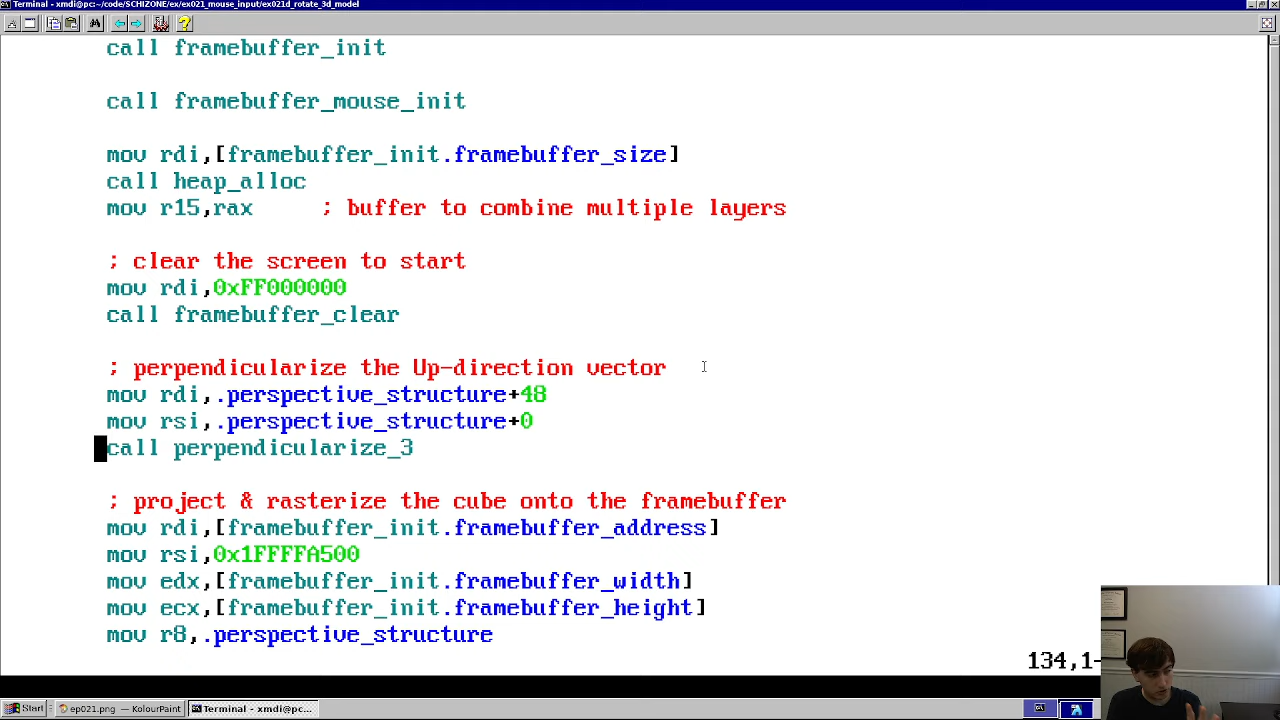 Terminal - xmdi@pc:~/code/SCHIZONE/ex/ex021_mouse_input/ex021d_rotate_3d_model
call framebuffer_init
call framebuffer_mouse_init
mov rdi,[framebuffer_init.framebuffer_size]
call heap_alloc
mov r15,rax ; buffer to combine multiple layers
; clear the screen to start
mov rdi,0xFF000000
call framebuffer_clear
; perpendicularize the Up-direction vector
mov rdi,.perspective_structure+48
mov rsi,.perspective_structure+0
call perpendicularize_3
; project & rasterize the cube onto the framebuffer
mov rdi,[framebuffer_init.framebuffer_address]
mov rsi,0x1FFFFA500
mov edx,[framebuffer_init.framebuffer_width]
mov ecx,[framebuffer_init.framebuffer_height]
mov r8,.perspective_structure
134,1-
Start ep021.png — KolourPaint Terminal - xmdi@pc:~/c...